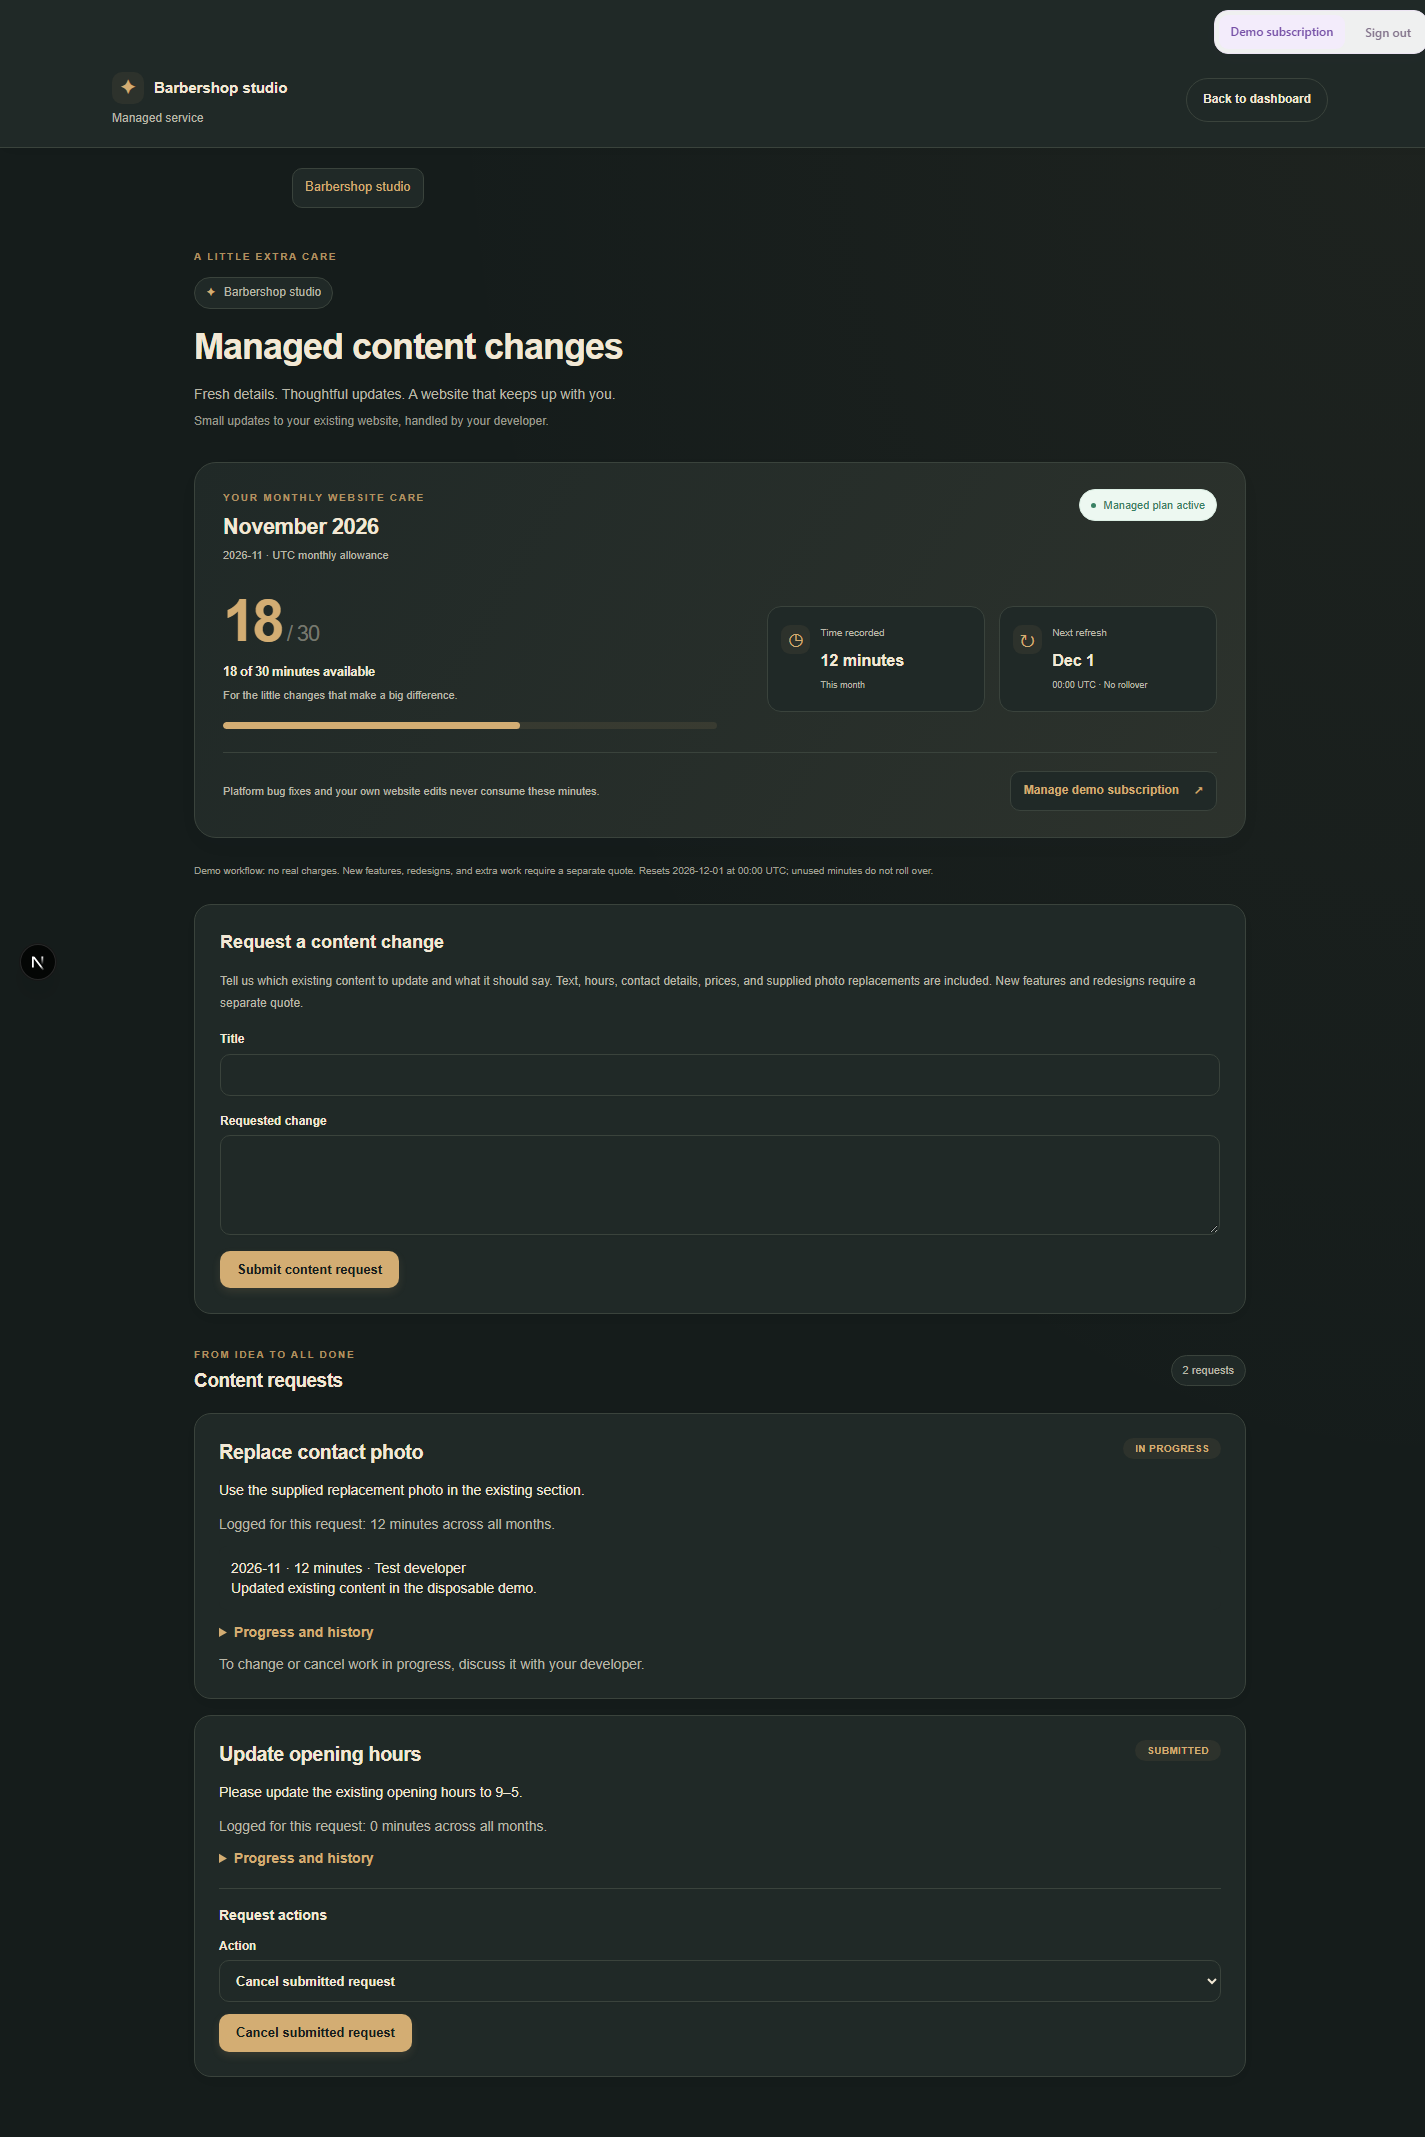 Demo subscription
Sign out
Barbershop studio
Managed service
Back to dashboard
Barbershop studio
A LITTLE EXTRA CARE
Barbershop studio
Managed content changes
Fresh details. Thoughtful updates. A website that keeps up with you.
Small updates to your existing website, handled by your developer.
YOUR MONTHLY WEBSITE CARE
Managed plan active
November 2026
2026-11 · UTC monthly allowance
18 / 30
18 of 30 minutes available
For the little changes that make a big difference.
Time recorded
12 minutes
This month
Next refresh
Dec 1
00:00 UTC · No rollover
Platform bug fixes and your own website edits never consume these minutes.
Manage demo subscription ↗
Demo workflow: no real charges. New features, redesigns, and extra work require a separate quote. Resets 2026-12-01 at 00:00 UTC; unused minutes do not roll over.
Request a content change
Tell us which existing content to update and what it should say. Text, hours, contact details, prices, and supplied photo replacements are included. New features and redesigns require a
separate quote.
Title
Requested change
Submit content request
N
FROM IDEA TO ALL DONE
Content requests
2 requests
Replace contact photo
IN PROGRESS
Use the supplied replacement photo in the existing section.
Logged for this request: 12 minutes across all months.
2026-11 · 12 minutes · Test developer
Updated existing content in the disposable demo.
Progress and history
To change or cancel work in progress, discuss it with your developer.
Update opening hours
SUBMITTED
Please update the existing opening hours to 9–5.
Logged for this request: 0 minutes across all months.
Progress and history
Request actions
Action
Cancel submitted request
Cancel submitted request